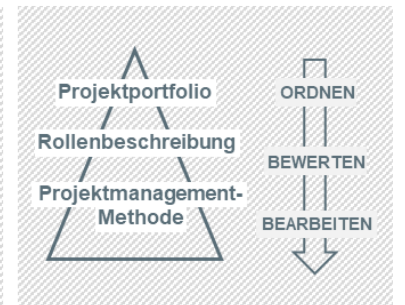 Projektportfolio
Rollenbeschreibung
Projektmanagement-
Methode
ORDNEN
BEWERTEN
BEARBEITEN